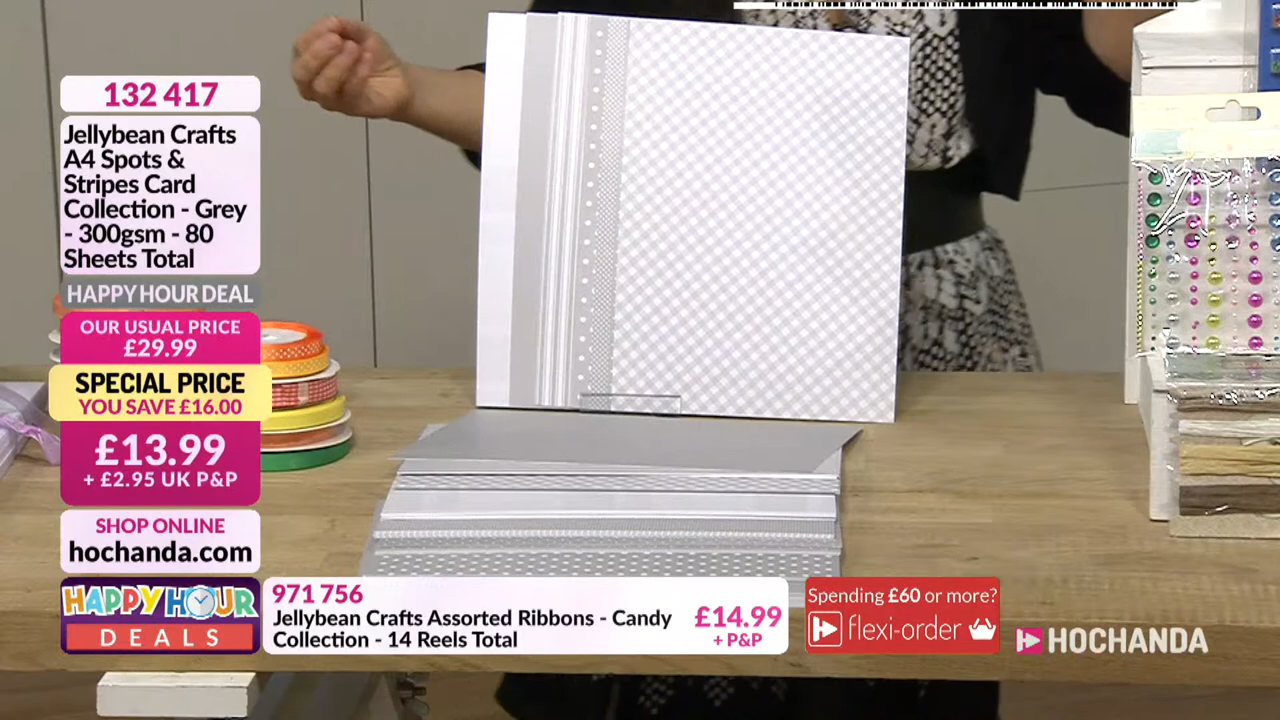 132 417
Jellybean Crafts
A4 Spots &
Stripes Card
Collection - Grey
- 300gsm - 80
Sheets Total
HAPPY HOUR DEAL
OUR USUAL PRICE
£29.99
SPECIAL PRICE
YOU SAVE £16.00
£13.99
+ £2.95 UK P&P
SHOP ONLINE
hochanda.com
HAPPY HOUR
DEALS
971 756
Jellybean Crafts Assorted Ribbons - Candy
Collection - 14 Reels Total
£14.99
+ P&P
Spending £60 or more?
flexi-order
HOCHANDA